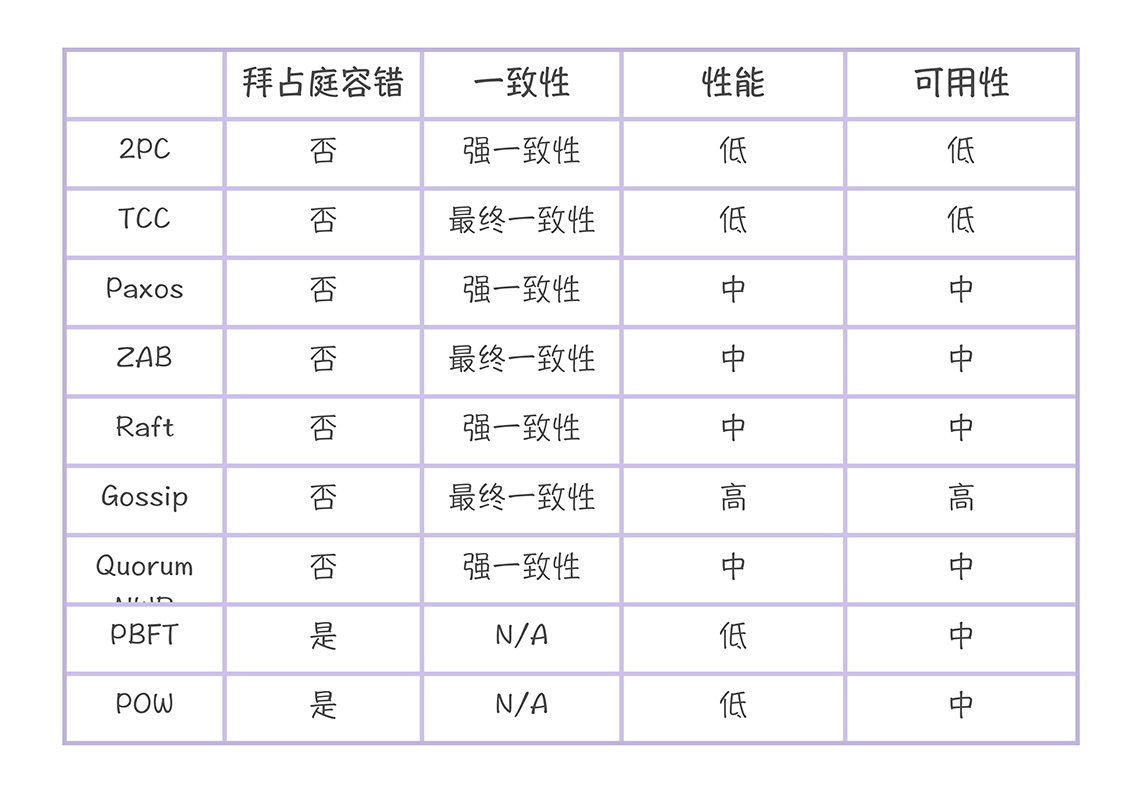 拜占庭容错 一致性 性能 可用性
2PC 否 强一致性 低 低
TCC 否 最终一致性 低 低
Paxos 否 强一致性 中 中
ZAB 否 最终一致性 中 中
Raft 否 强一致性 中 中
Gossip 否 最终一致性 高 高
Quorum 否 强一致性 中 中
PBFT 是 N/A 低 中
POW 是 N/A 低 中